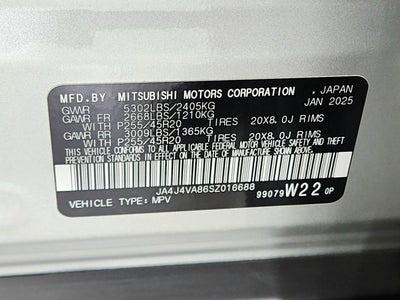 MFD.BY MITSUBISHI MOTORS CORPORATION , JAPAN
GVWR 5302LBS/2405KG JAN 2025
GAWR FR 2668LBS/1210KG
WITH P255/45R20 TIRES 20X8.0J RIMS
GAWR RR 3009LBS/1365KG
WITH P255/45R20 TIRES 20X8.0J RIMS
THIS VEHICLE CONFORMS TO ALL APPLICABLE FEDERAL MOTOR VEHICLE SAFETY AND THEFT
PREVENTION STANDARDS IN EFFECT ON THE DATE OF MANUFACTURE SHOWN ABOVE.
JA4J4VA86SZ016688
VEHICLE TYPE: MPV 99079 W22 0P